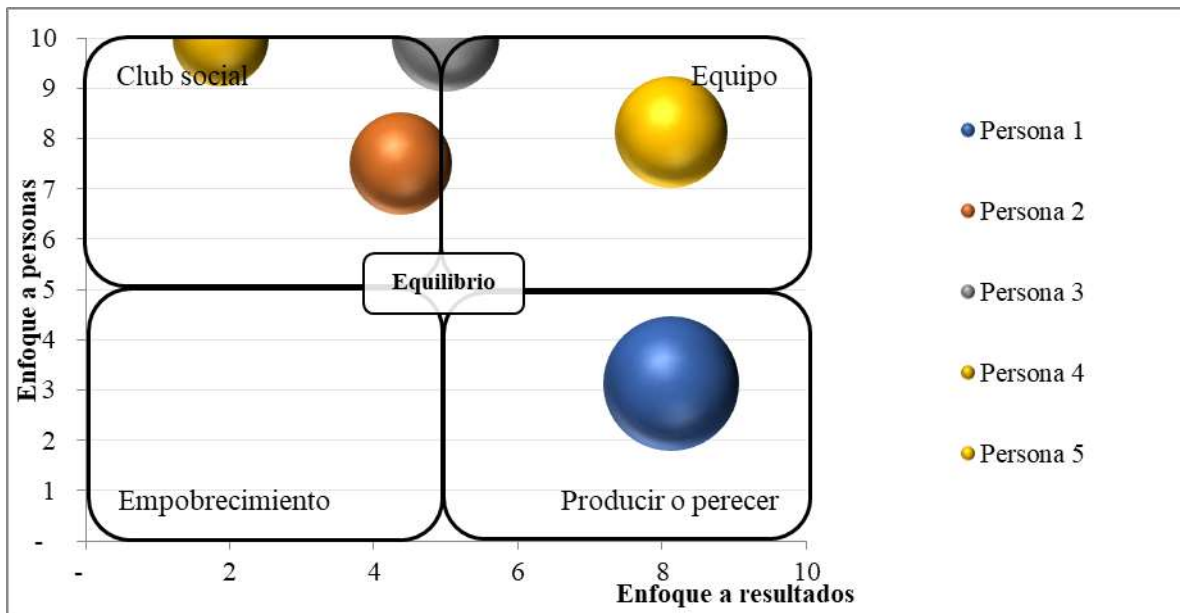 10
9
8
7
6
5
4
3
2
1
-
Enfoque a personas
Club social
Equipo
Equilibrio
Empobrecimiento
Producir o perecer
-
2
4
6
8
10
Enfoque a resultados
Persona 1
Persona 2
Persona 3
Persona 4
Persona 5